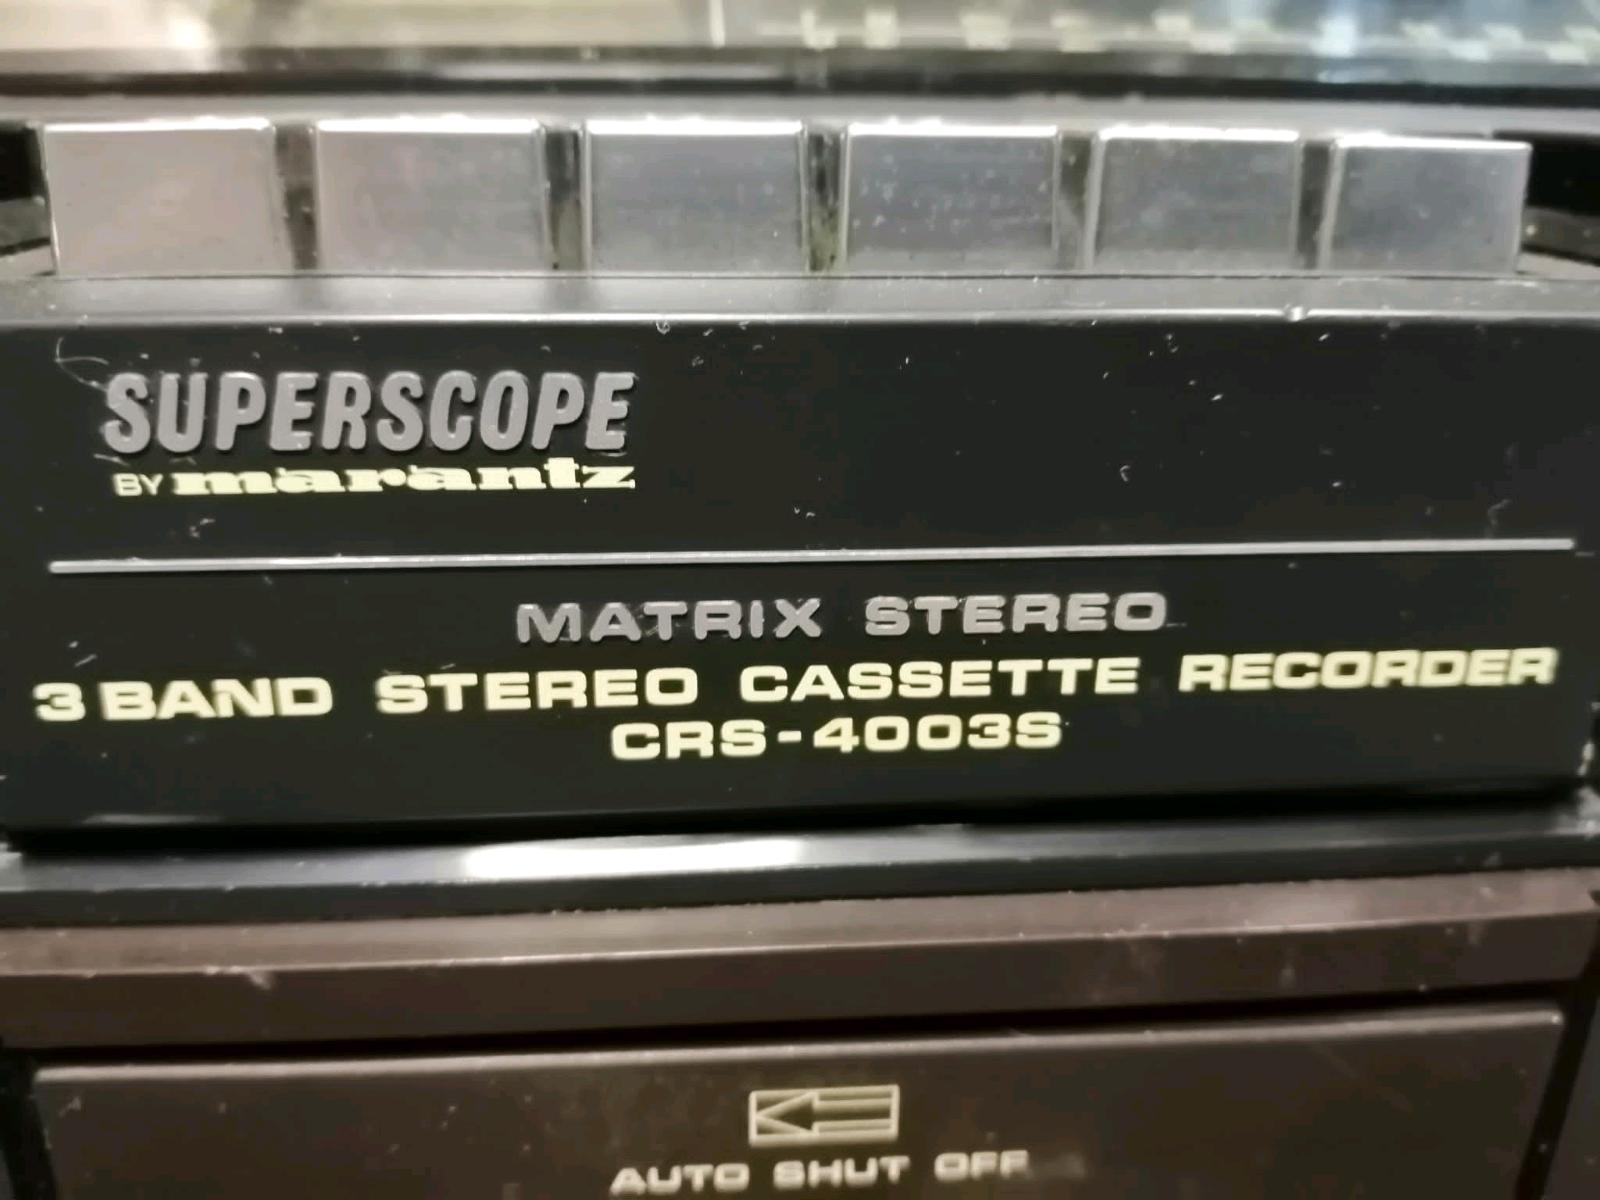 SUPERSCOPE
BY marantz
MATRIX STEREO
3 BAND STEREO CASSETTE RECORDER
CRS-4003S
AUTO SHUT OFF